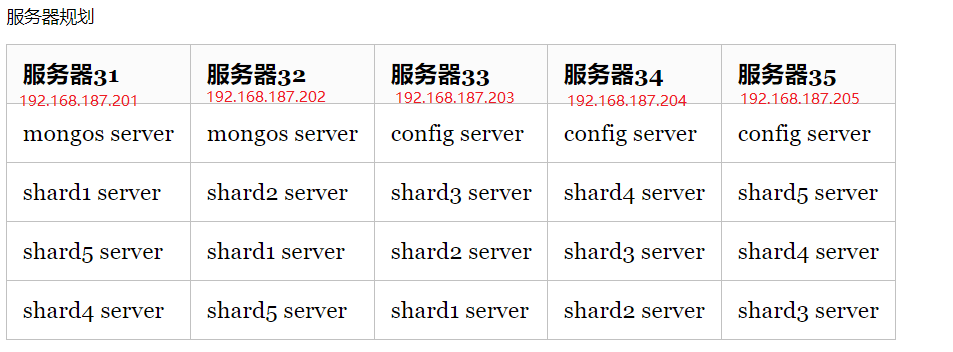 服务器规划
服务器31 服务器32 服务器33 服务器34 服务器35
192.168.187.201 192.168.187.202 192.168.187.203 192.168.187.204 192.168.187.205
mongos server mongos server config server config server config server
shard1 server shard2 server shard3 server shard4 server shard5 server
shard5 server shard1 server shard2 server shard3 server shard4 server
shard4 server shard5 server shard1 server shard2 server shard3 server